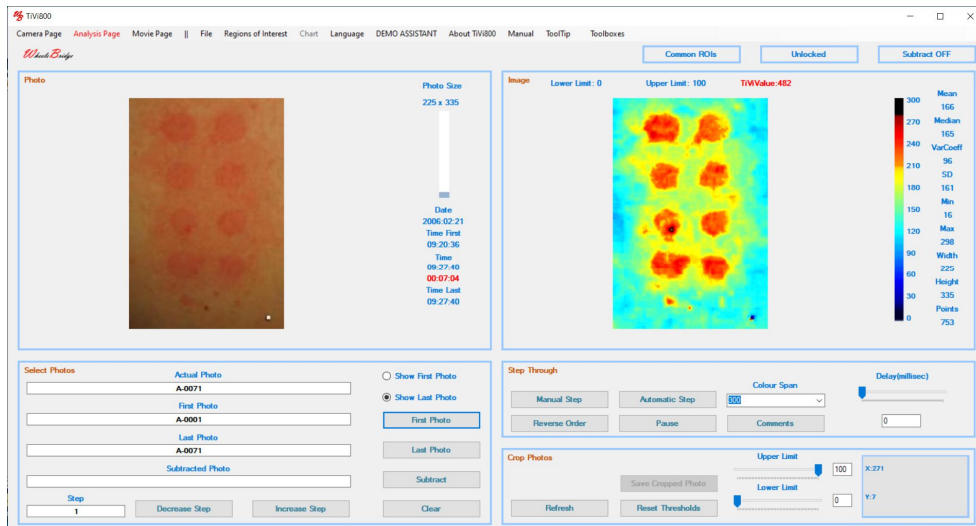 TiVi800
Camera Page Analysis Page Movie Page || File Regions of Interest Chart Language DEMO ASSISTANT About TiVi800 Manual ToolTip Toolboxes
WheelsBridge
Common ROIs Unlocked Subtract OFF
Photo
Photo Size
225 x 335
Date
2006:02:21
Time First
09:20:36
Time
09:27:40
00:07:04
Time Last
09:27:40
Image Lower Limit: 0 Upper Limit: 100 TiViValue:482
300
270
240
210
180
150
120
90
60
30
0
Mean
166
Median
165
VarCoeff
96
SD
161
Min
16
Max
298
Width
225
Height
335
Points
753
Select Photos
Actual Photo
A-0071
First Photo
A-0001
Last Photo
A-0071
Subtracted Photo
Step
1
Decrease Step Increase Step
Show First Photo
Show Last Photo
First Photo
Last Photo
Subtract
Clear
Step Through
Manual Step Automatic Step
Colour Span
300
Delay(millisec)
Reverse Order Pause Comments
0
Crop Photos
Upper Limit
100
Save Cropped Photo
Lower Limit
0
Refresh Reset Thresholds
X:271
Y:7